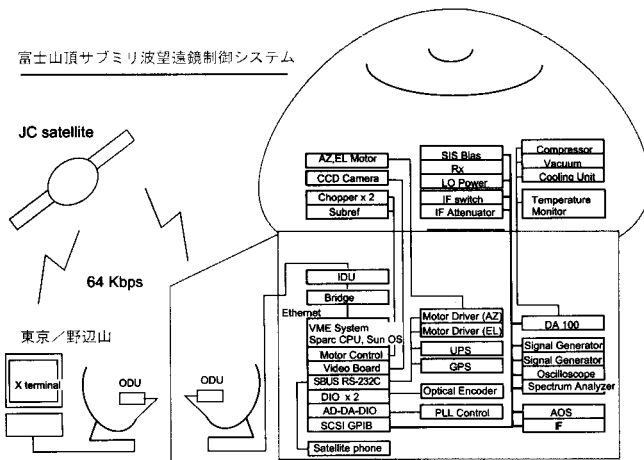 富士山頂サブミリ波望遠鏡制御システム
JC satellite
64 Kbps
東京／野辺山
X terminal
ODU
ODU
AZ,EL Motor
CCD Camera
Chopper x 2
Subref
SIS Bias
Rx
LO Power
IF switch
IF Attenuator
Compressor
Vacuum
Cooling Unit
Temperature
Monitor
IDU
Bridge
Ethernet
VME System
Sparc CPU, Sun OS
Motor Control
Video Board
SBUS RS-232C
DIO x 2
AD-DA-DIO
SCSI GPIB
Satellite phone
Motor Driver (AZ)
Motor Driver (EL)
UPS
GPS
Optical Encoder
PLL Control
DA 100
Signal Generator
Signal Generator
Oscilloscope
Spectrum Analyzer
AOS
IF